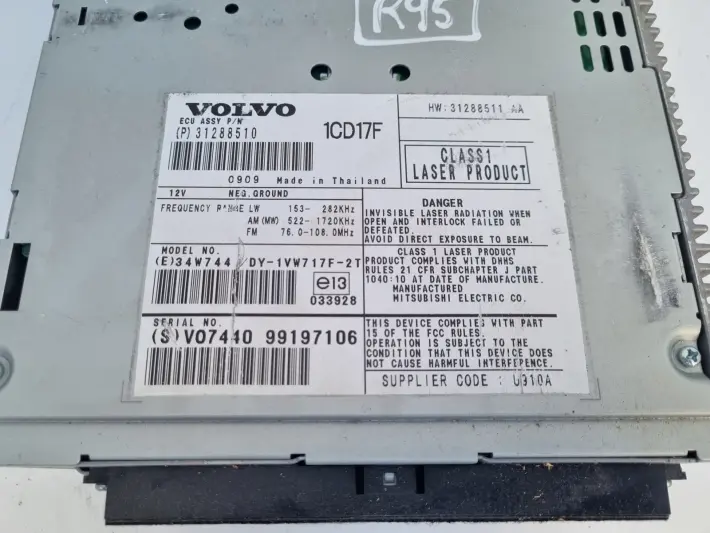 R95
VOLVO
ECU ASSY P/N
(P) 31288510
1CD17F
0909 Made in Thailand
HW: 31288511 AA
CLASS1
LASER PRODUCT
12V NEG.GROUND
FREQUENCY LW 153- 282KHz
AM (MW) 522- 1720KHz
FM 76.0-108.0MHz
DANGER
INVISIBLE LASER RADIATION WHEN
OPEN AND INTERLOCK FAILED OR
DEFEATED.
AVOID DIRECT EXPOSURE TO BEAM.
MODEL NO.
(E)34W744 DY-1VW717F-2T
e13
033928
CLASS 1 LASER PRODUCT
PRODUCT COMPLIES WITH DHHS
RULES 21 CFR SUBCHAPTER J PART
1040:10 AT DATE OF MANUFACTURE.
MANUFACTURED
MITSUBISHI ELECTRIC CO.
SERIAL NO.
(S)VO7440 99197106
THIS DEVICE COMPLIES WITH PART
15 OF THE FCC RULES.
OPERATION IS SUBJECT TO THE
CONDITION THAT THIS DEVICE DOES
NOT CAUSE HARMFUL INTERFERENCE.
SUPPLIER CODE : U910A